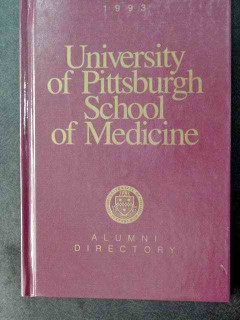 1993
University
of Pittsburgh
School
of Medicine
ALUMNI
DIRECTORY